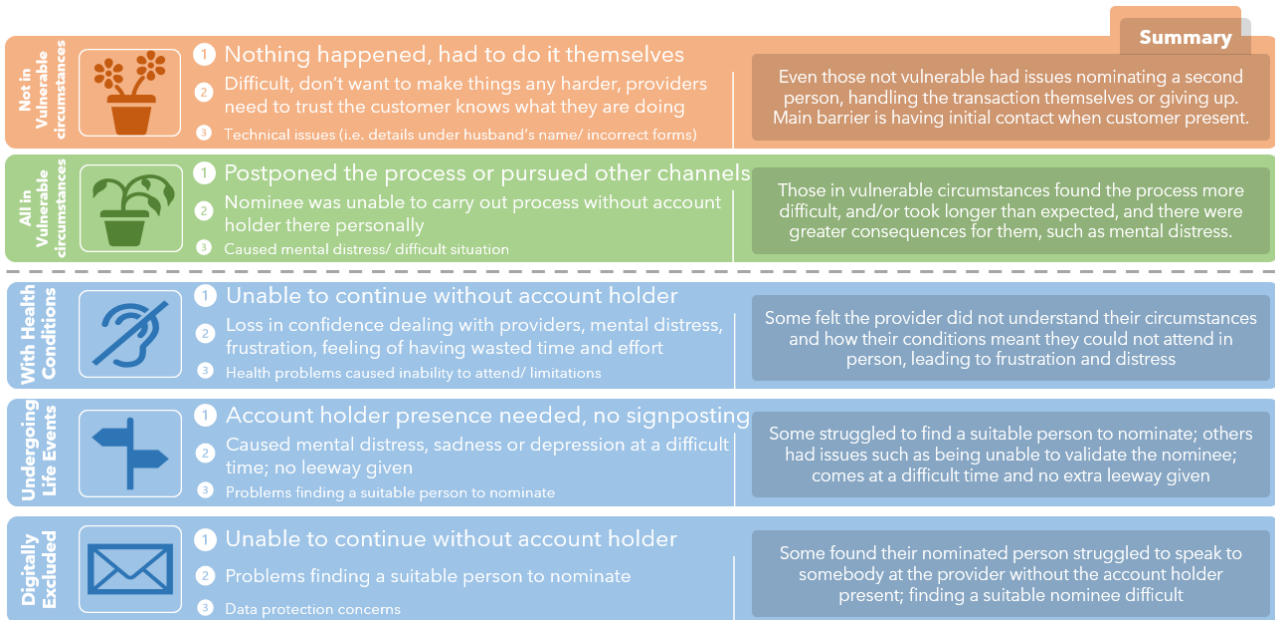 Summary
Not in
Vulnerable
circumstances
1 Nothing happened, had to do it themselves
2 Difficult, don't want to make things any harder, providers
need to trust the customer knows what they are doing
3 Technical issues (i.e. details under husband's name/ incorrect forms)
Even those not vulnerable had issues nominating a second
person, handling the transaction themselves or giving up.
Main barrier is having initial contact when customer present.
All in
Vulnerable
circumstances
1 Postponed the process or pursued other channels
2 Nominee was unable to carry out process without account
holder there personally
3 Caused mental distress/ difficult situation
Those in vulnerable circumstances found the process more
difficult, and/or took longer than expected, and there were
greater consequences for them, such as mental distress.
With Health
Conditions
1 Unable to continue without account holder
2 Loss in confidence dealing with providers, mental distress,
frustration, feeling of having wasted time and effort
3 Health problems caused inability to attend/ limitations
Some felt the provider did not understand their circumstances
and how their conditions meant they could not attend in
person, leading to frustration and distress
Undergoing
Life Events
1 Account holder presence needed, no signposting
2 Caused mental distress, sadness or depression at a difficult
time; no leeway given
3 Problems finding a suitable person to nominate
Some struggled to find a suitable person to nominate; others
had issues such as being unable to validate the nominee;
comes at a difficult time and no extra leeway given
Digitally
Excluded
1 Unable to continue without account holder
2 Problems finding a suitable person to nominate
3 Data protection concerns
Some found their nominated person struggled to speak to
somebody at the provider without the account holder
present; finding a suitable nominee difficult